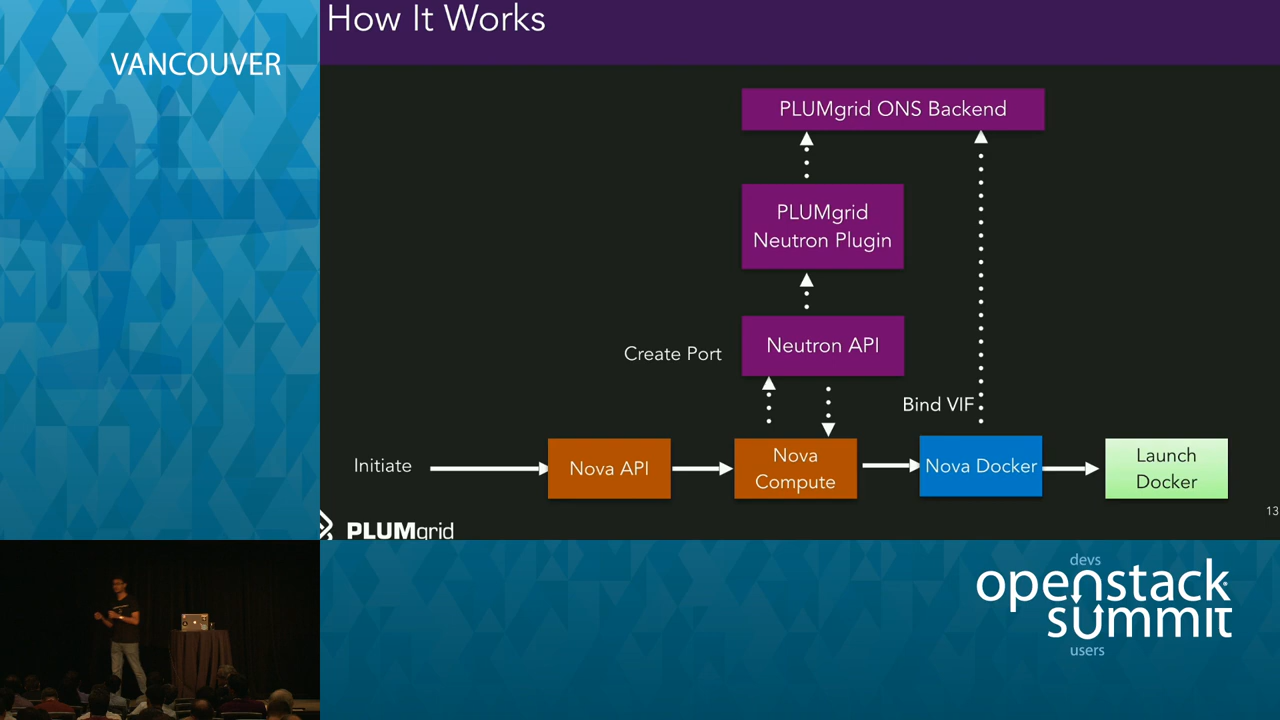 VANCOUVER
How It Works
PLUMgrid ONS Backend
PLUMgrid
Neutron Plugin
Create Port
Neutron API
Bind VIF
Initiate
Nova API
Nova
Compute
Nova Docker
Launch
Docker
13
PLUMgrid
devs
openstack
summit
users